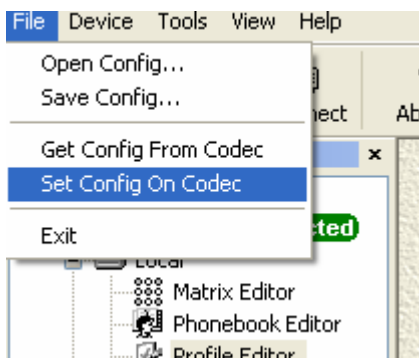 File Device Tools View Help
Open Config...
Save Config...
nect Ab
Get Config From Codec
Set Config On Codec
cted
Exit
Local
Matrix Editor
Phonebook Editor
Profile Editor